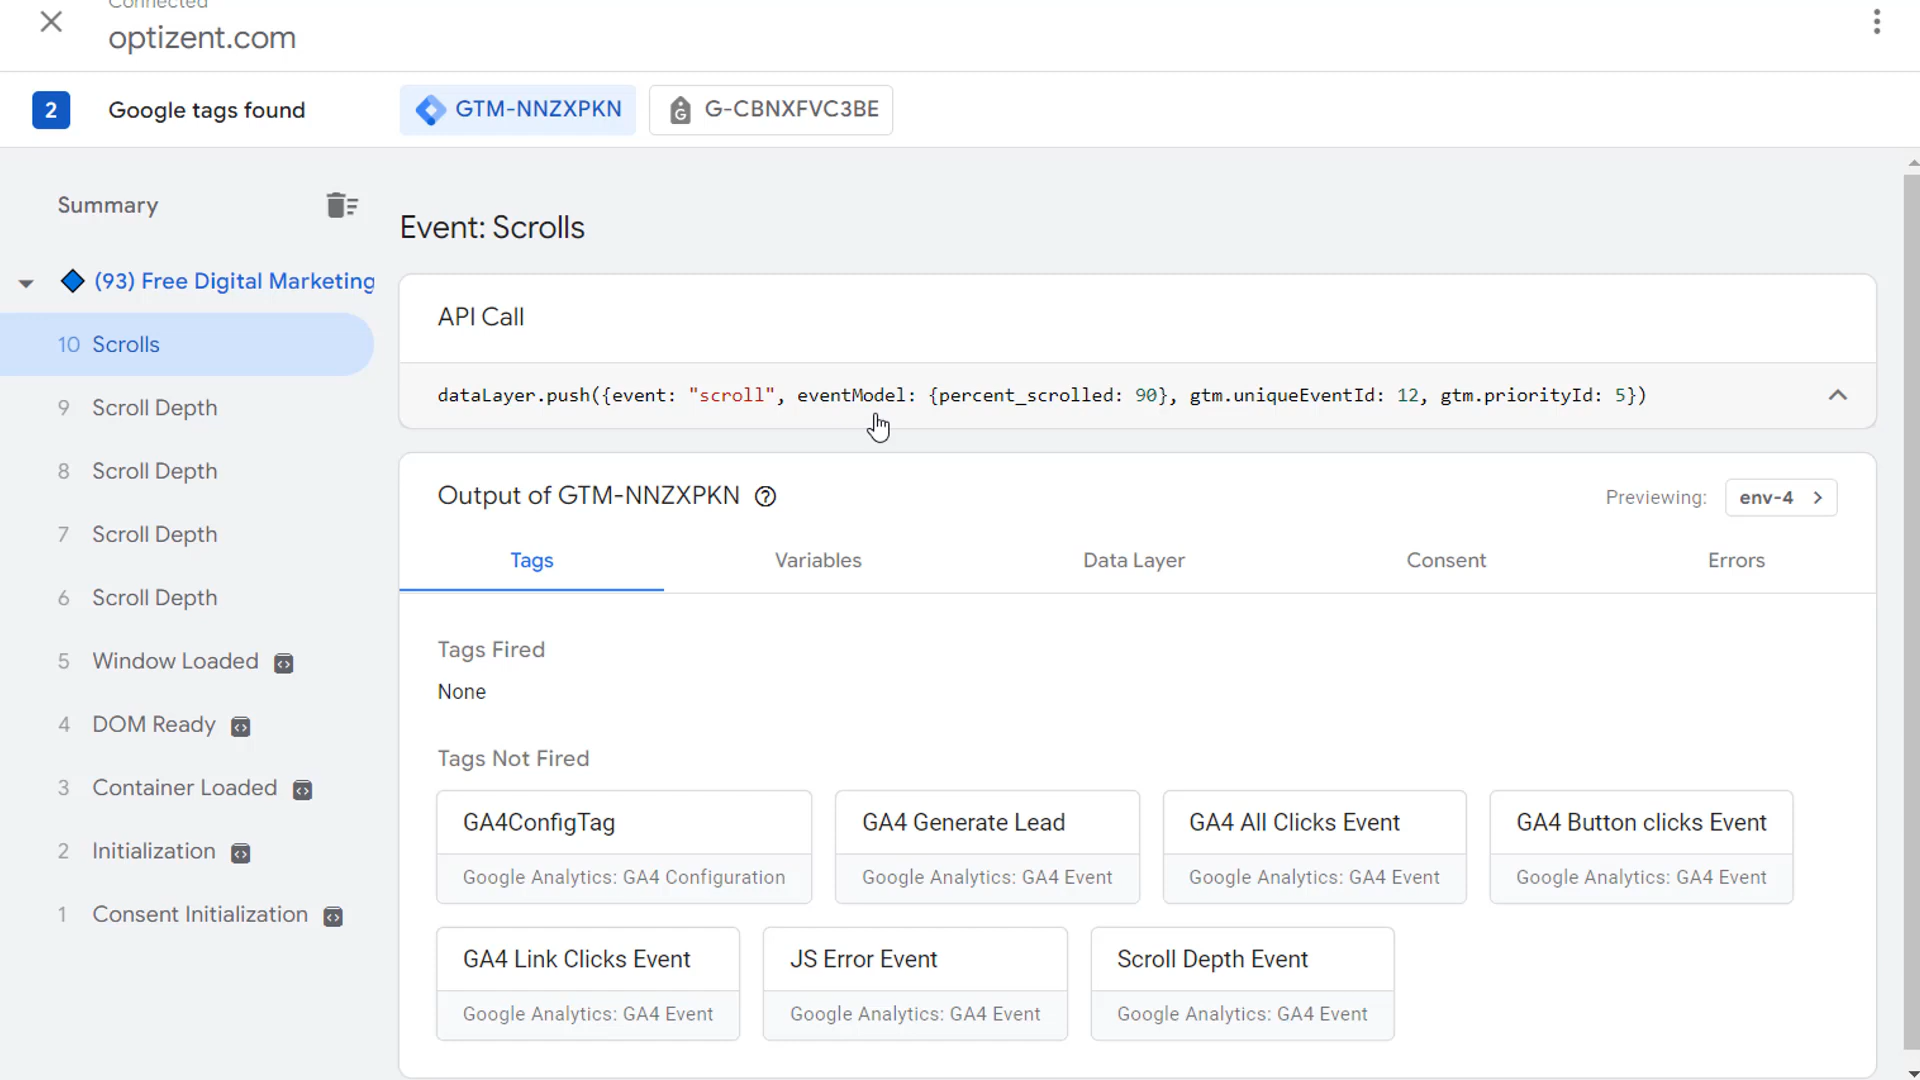 Connected
optizent.com
2 Google tags found GTM-NNZXPKN G-CBNXFVC3BE
Summary
(93) Free Digital Marketing
10 Scrolls
9 Scroll Depth
8 Scroll Depth
7 Scroll Depth
6 Scroll Depth
5 Window Loaded
4 DOM Ready
3 Container Loaded
2 Initialization
1 Consent Initialization
Event: Scrolls
API Call
dataLayer.push({event: "scroll", eventModel: {percent_scrolled: 90}, gtm.uniqueEventId: 12, gtm.priorityId: 5})
Output of GTM-NNZXPKN
Previewing: env-4
Tags Variables Data Layer Consent Errors
Tags Fired
None
Tags Not Fired
GA4ConfigTag
Google Analytics: GA4 Configuration
GA4 Generate Lead
Google Analytics: GA4 Event
GA4 All Clicks Event
Google Analytics: GA4 Event
GA4 Button clicks Event
Google Analytics: GA4 Event
GA4 Link Clicks Event
Google Analytics: GA4 Event
JS Error Event
Google Analytics: GA4 Event
Scroll Depth Event
Google Analytics: GA4 Event